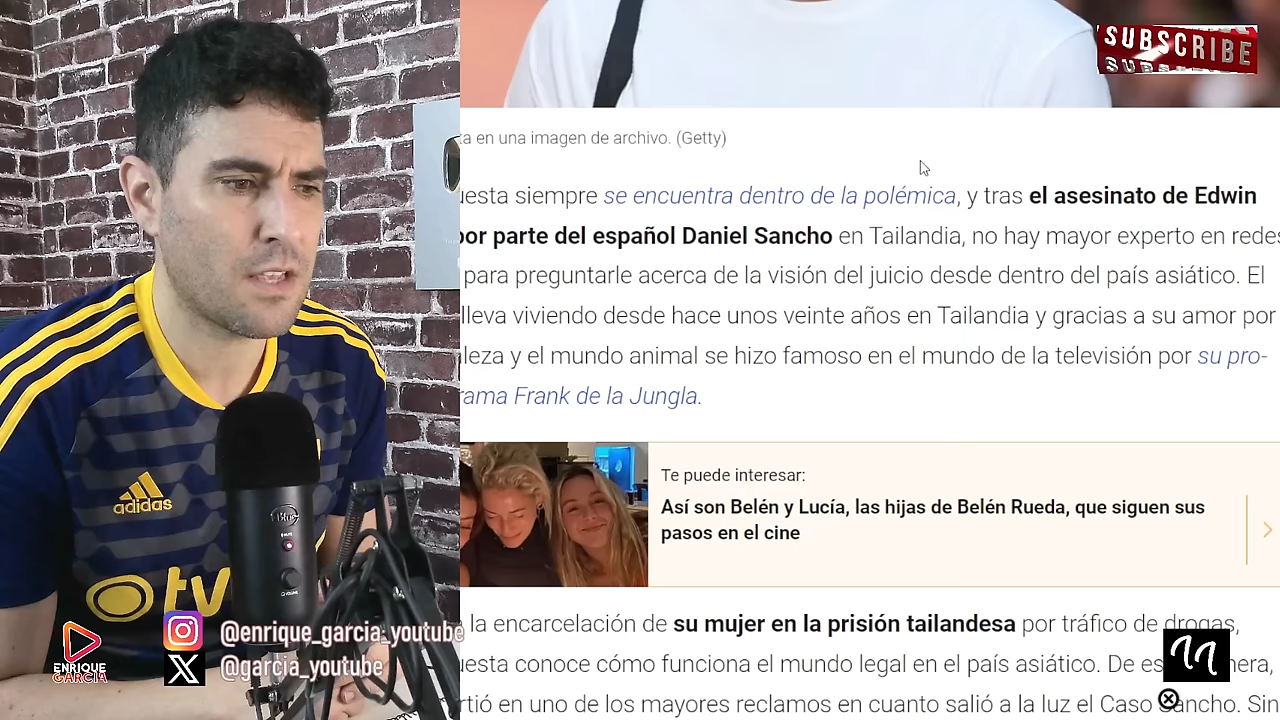 SUBSCRIBE
en una imagen de archivo. (Getty)
siempre se encuentra dentro de la polémica, y tras el asesinato de Edwin
por parte del español Daniel Sancho en Tailandia, no hay mayor experto en redes
para preguntarle acerca de la visión del juicio desde dentro del país asiático. El
lleva viviendo desde hace unos veinte años en Tailandia y gracias a su amor por
leza y el mundo animal se hizo famoso en el mundo de la televisión por su pro-
rama Frank de la Jungla.
Te puede interesar:
Así son Belén y Lucía, las hijas de Belén Rueda, que siguen sus
pasos en el cine
la encarcelación de su mujer en la prisión tailandesa por tráfico de drogas,
uesta conoce cómo funciona el mundo legal en el país asiático. De es nera,
rtió en uno de los mayores reclamos en cuanto salió a la luz el Caso Sancho. Sin
adidas
tv
Blue
ENRIQUE
GARCIA
@enrique_garcia_youtube
@garcia_youtube